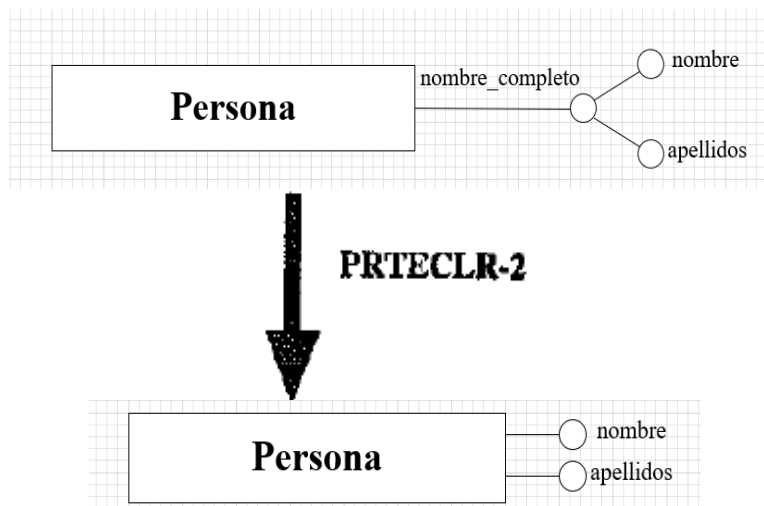 nombre
nombre_completo
Persona
apellidos
PRTECLR-2
nombre
Persona
apellidos